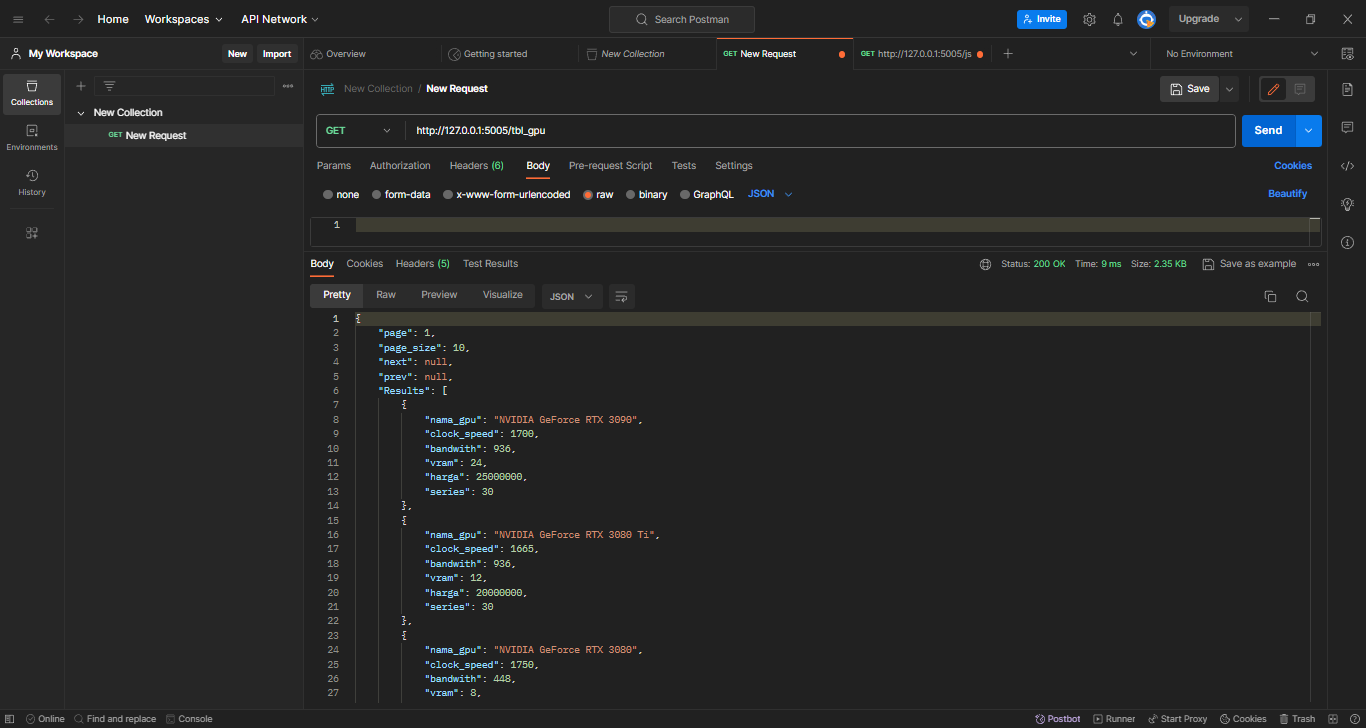 Home Workspaces API Network Search Postman Invite Upgrade
My Workspace New Import Overview Getting started New Collection GET New Request GET http://127.0.0.1:5005/js No Environment
Collections
Environments
History
New Collection
GET New Request
HTTP New Collection / New Request Save
GET http://127.0.0.1:5005/tbl_gpu Send
Params Authorization Headers (6) Body Pre-request Script Tests Settings Cookies
none form-data x-www-form-urlencoded raw binary GraphQL JSON Beautify
1
Body Cookies Headers (5) Test Results Status: 200 OK Time: 9 ms Size: 2.35 KB Save as example
Pretty Raw Preview Visualize JSON
1 {
2 "page": 1,
3 "page_size": 10,
4 "next": null,
5 "prev": null,
6 "Results": [
7 {
8 "nama_gpu": "NVIDIA GeForce RTX 3090",
9 "clock_speed": 1700,
10 "bandwith": 936,
11 "vram": 24,
12 "harga": 25000000,
13 "series": 30
14 },
15 {
16 "nama_gpu": "NVIDIA GeForce RTX 3080 Ti",
17 "clock_speed": 1665,
18 "bandwith": 936,
19 "vram": 12,
20 "harga": 20000000,
21 "series": 30
22 },
23 {
24 "nama_gpu": "NVIDIA GeForce RTX 3080",
25 "clock_speed": 1750,
26 "bandwith": 448,
27 "vram": 8,
Online Find and replace Console Postbot Runner Start Proxy Cookies Trash